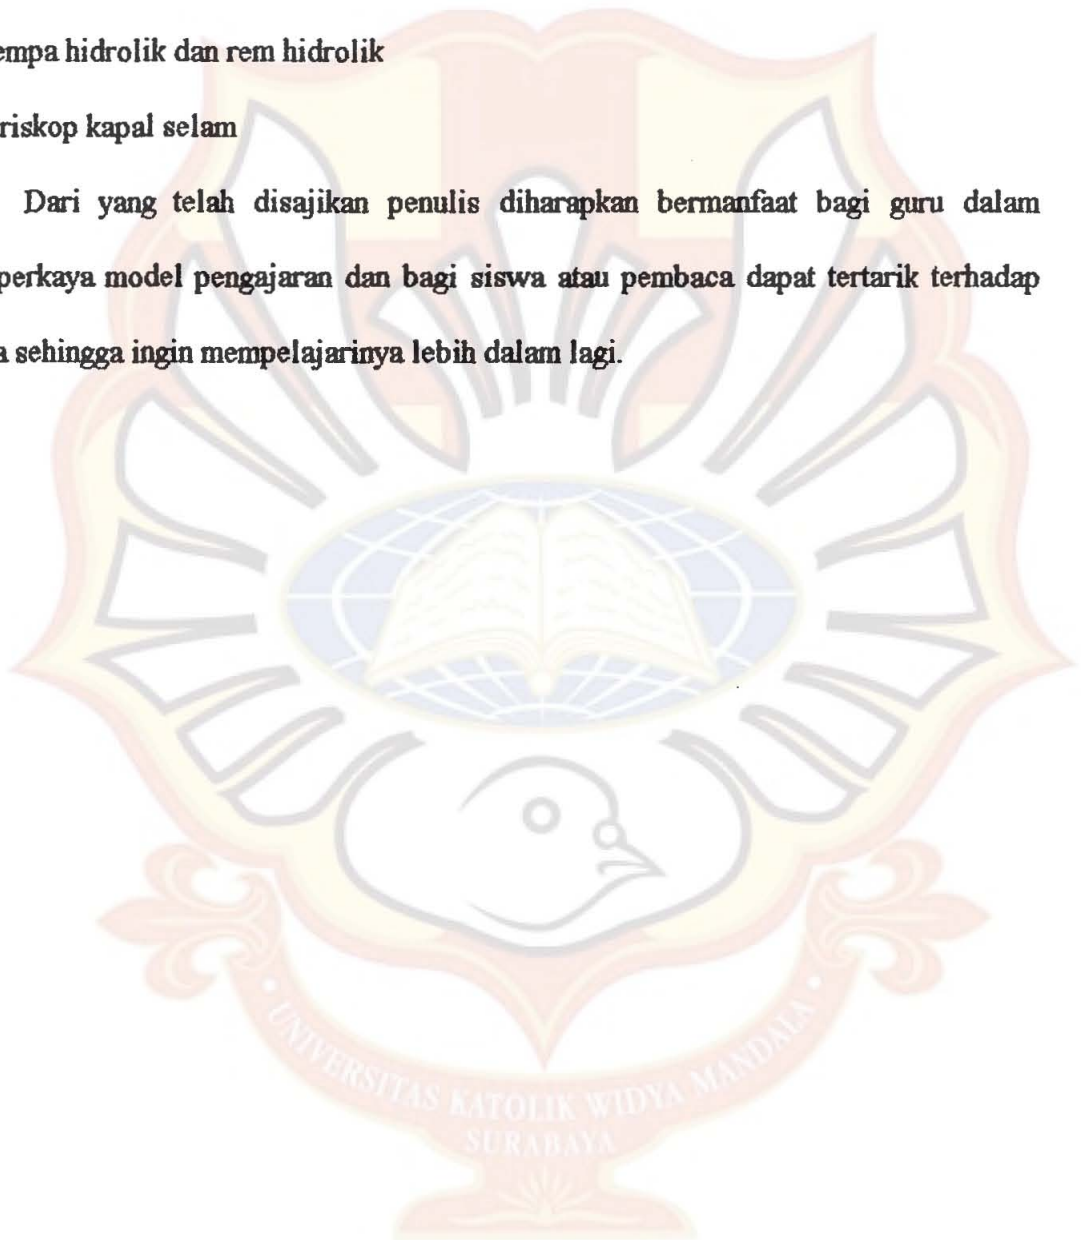 empa hidrolik dan rem hidrolik
riskop kapal selam
Dari yang telah disajikan penulis diharapkan bermanfaat bagi guru dalam
perkaya model pengajaran dan bagi siswa atau pembaca dapat tertarik terhadap
a sehingga ingin mempelajarinya lebih dalam lagi.
UNIVERSITAS KATOLIK WIDYA MANDALA
SURABAYA